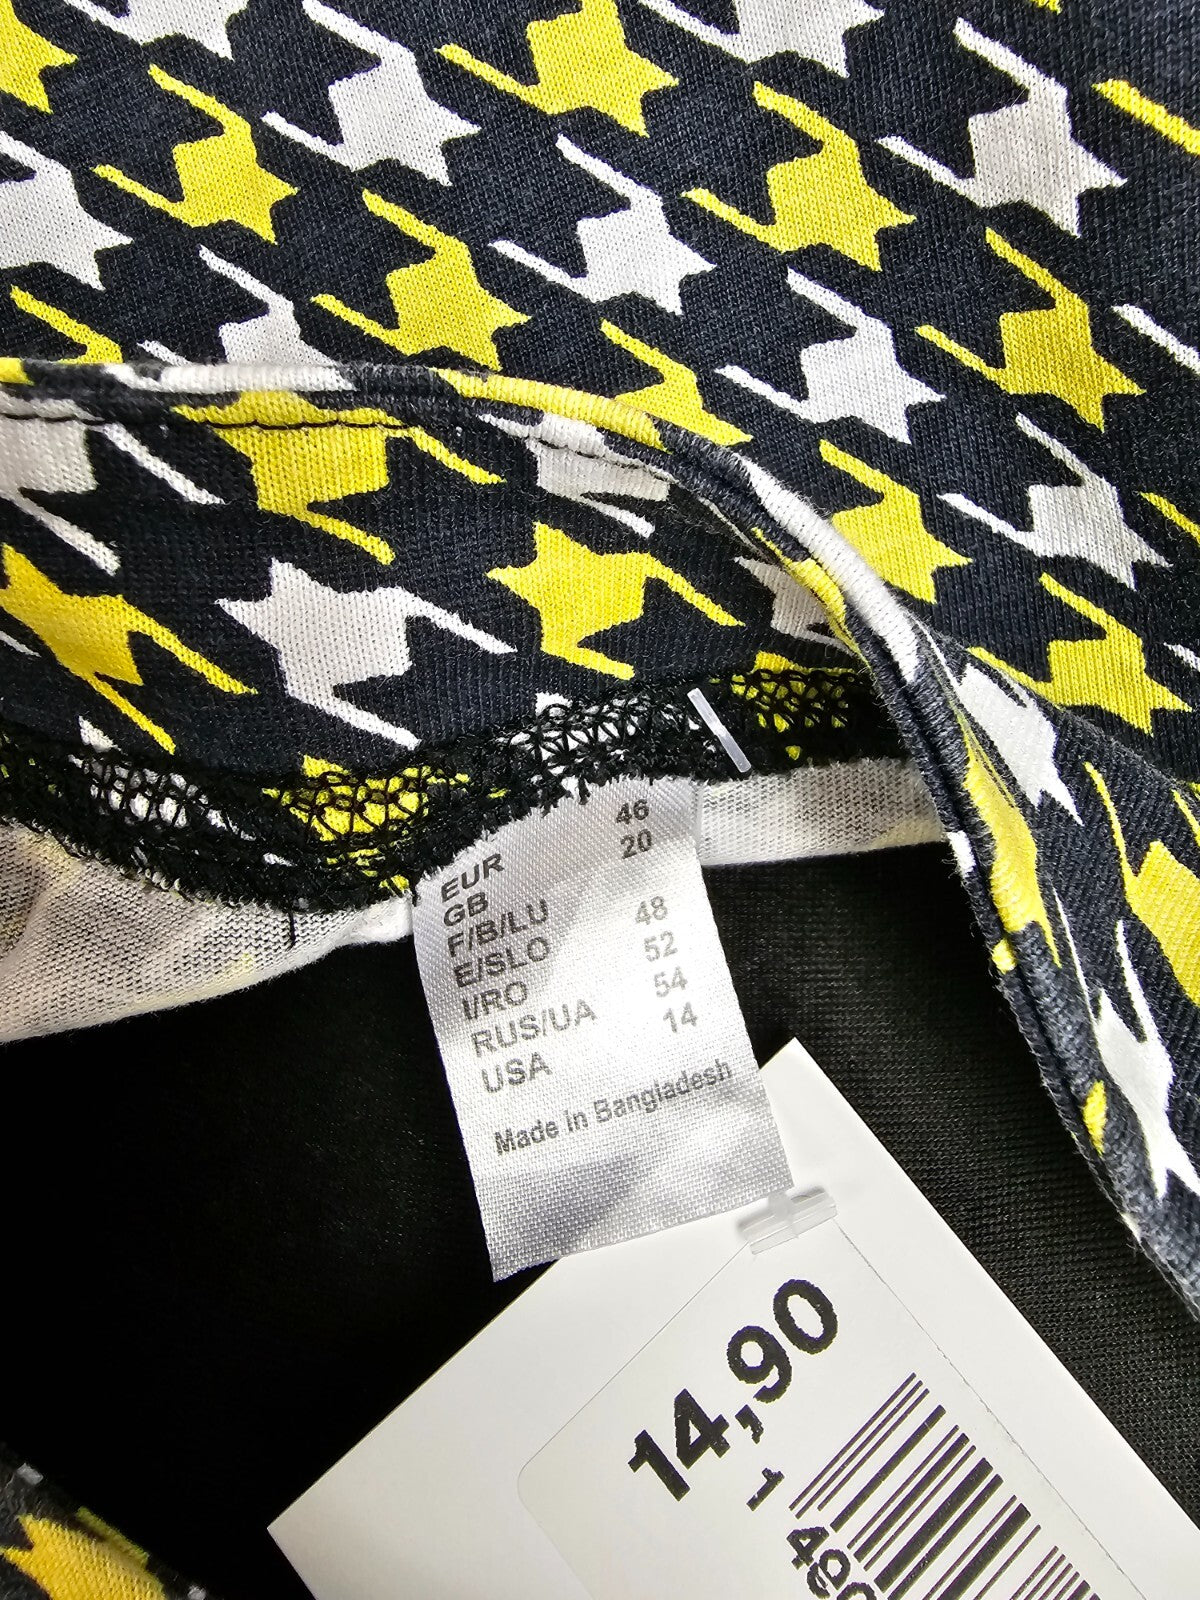 EUR 46
GB 20
F/B/LU
E/SLO 48
I/RO 52
RUS/UA 54
USA 14
Made in Bangladesh
14,90
1